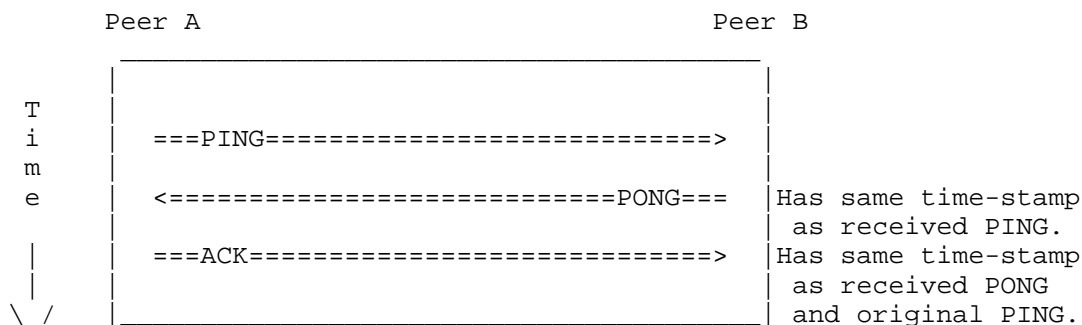 Peer A Peer B
T
i ===PING============================>
m
e <============================PONG=== Has same time-stamp
as received PING.
| ===ACK=============================> Has same time-stamp
| as received PONG
\ / and original PING.